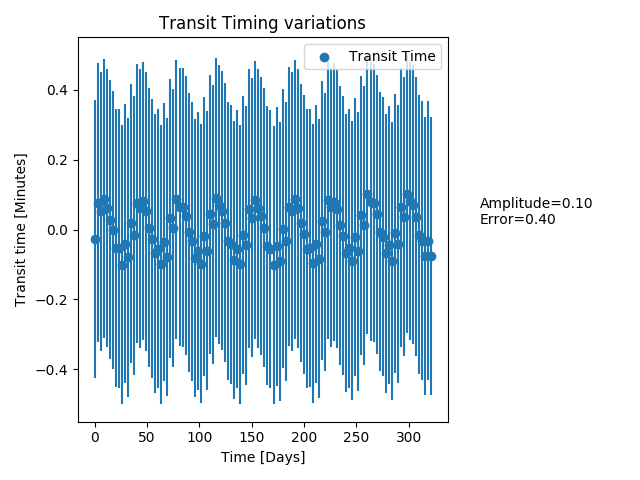 Transit Timing variations
Transit Time
0.4
0.2
0.0
−0.2
−0.4
Transit time [Minutes]
Amplitude=0.10
Error=0.40
0 50 100 150 200 250 300
Time [Days]